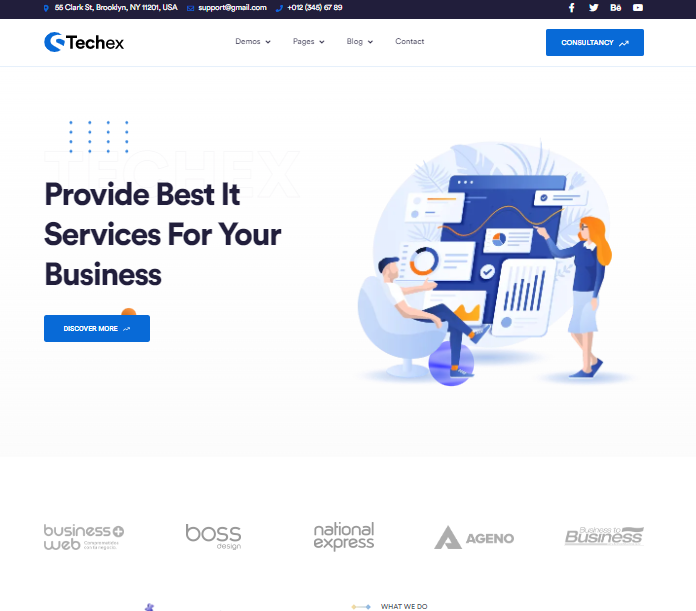 55 Clark St, Brooklyn, NY 11201, USA support@gmail.com +012 (345) 67 89
Techex Demos Pages Blog Contact CONSULTANCY
TECHEX
Provide Best It
Services For Your
Business
DISCOVER MORE
business+
web
boss
design
national
express
AGENO
Business to
Business
WHAT WE DO